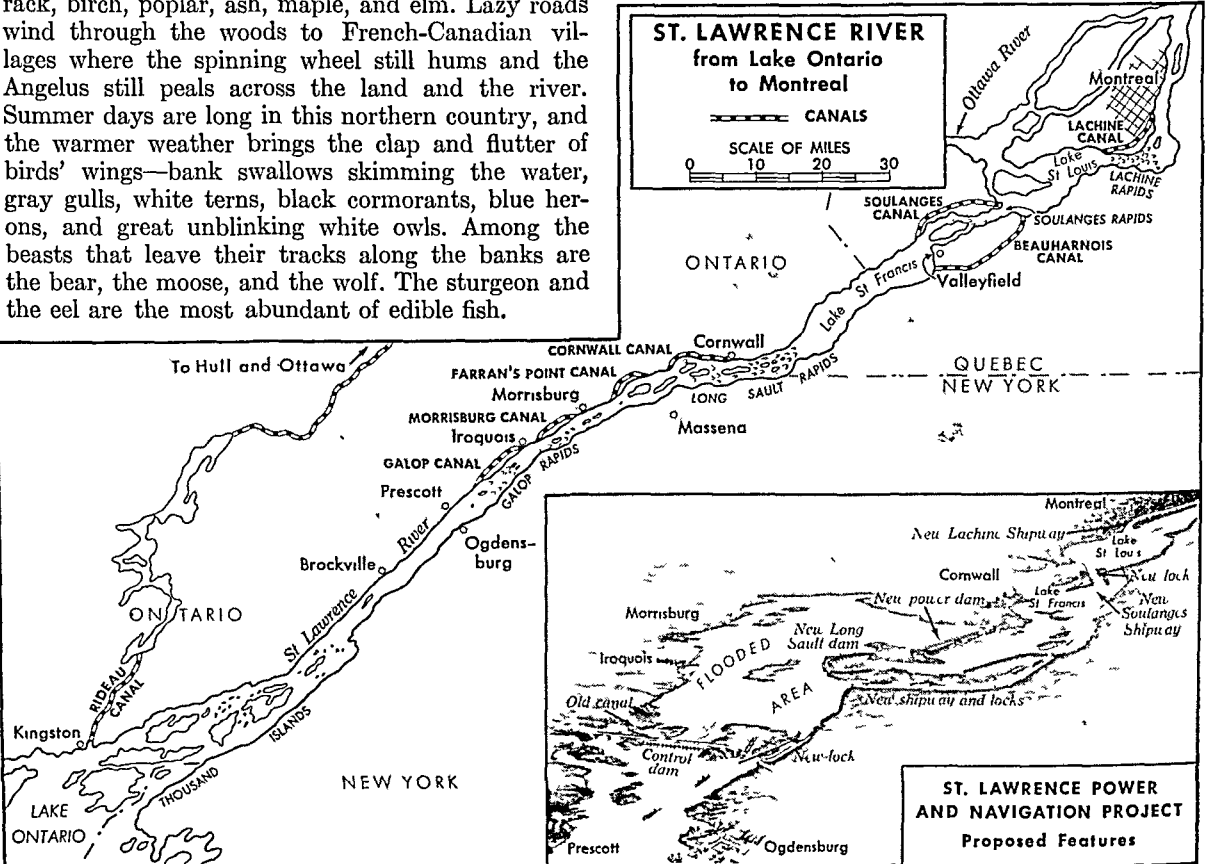 rack, birch, poplar, ash, maple, and elm. Lazy roads
wind through the woods to French-Canadian vil-
lages where the spinning wheel still hums and the
Angelus still peals across the land and the river.
Summer days are long in this northern country, and
the warmer weather brings the clap and flutter of
birds' wings—bank swallows skimming the water,
gray gulls, white terns, black cormorants, blue her-
ons, and great unblinking white owls. Among the
beasts that leave their tracks along the banks are
the bear, the moose, and the wolf. The sturgeon and
the eel are the most abundant of edible fish.
ST. LAWRENCE RIVER
from Lake Ontario
to Montreal
CANALS
SCALE OF MILES
0 10 20 30
Ottawa River
Montreal
LACHINE
CANAL
Lake
St Louis
LACHINE
RAPIDS
SOULANGES
CANAL
SOULANGES RAPIDS
BEAUHARNOIS
CANAL
ONTARIO
Lake St Francis
Valleyfield
QUEBEC
NEW YORK
To Hull and Ottawa
CORNWALL CANAL
Cornwall
FARRAN'S POINT CANAL
Morrisburg
LONG SAULT RAPIDS
MORRISBURG CANAL
Massena
Iroquois
GALOP CANAL
GALOP RAPIDS
Prescott
Ogdens-
burg
Brockville
St Lawrence River
ONTARIO
RIDEAU
CANAL
Kingston
THOUSAND ISLANDS
NEW YORK
LAKE
ONTARIO
Montreal
New Lachine Shipway
Lake
St Louis
Cornwall
New lock
New power dam
Lake
St Francis
New
Soulanges
Shipway
Morrisburg
New Long
Sault dam
Iroquois
FLOODED
AREA
Old canal
New shipway and locks
Control
dam
New lock
Prescott
Ogdensburg
ST. LAWRENCE POWER
AND NAVIGATION PROJECT
Proposed Features